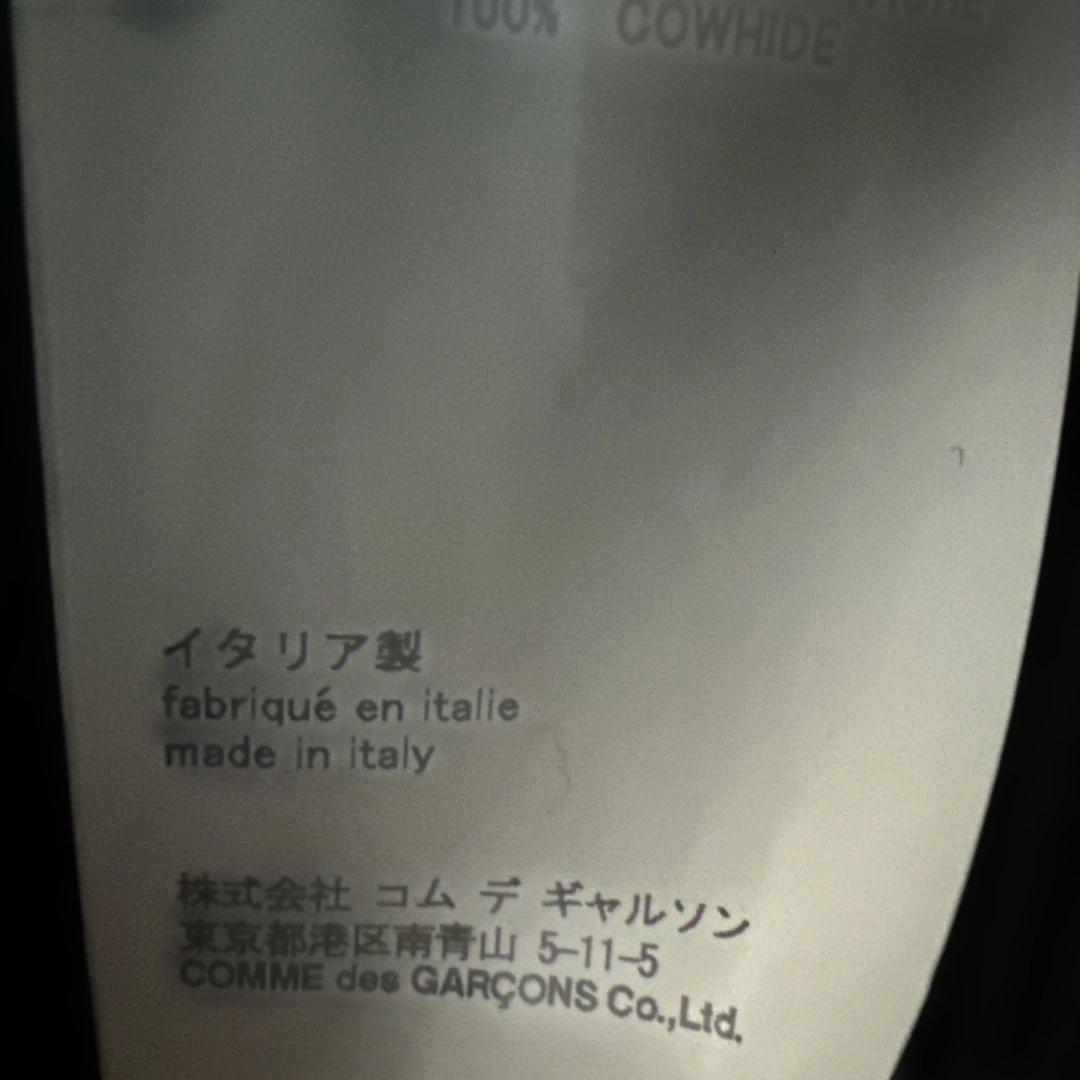 100% COWHIDE
イタリア製
fabriqué en italie
made in italy
株式会社 コム デ ギャルソン
東京都港区南青山 5-11-5
COMME des GARÇONS Co.,Ltd.